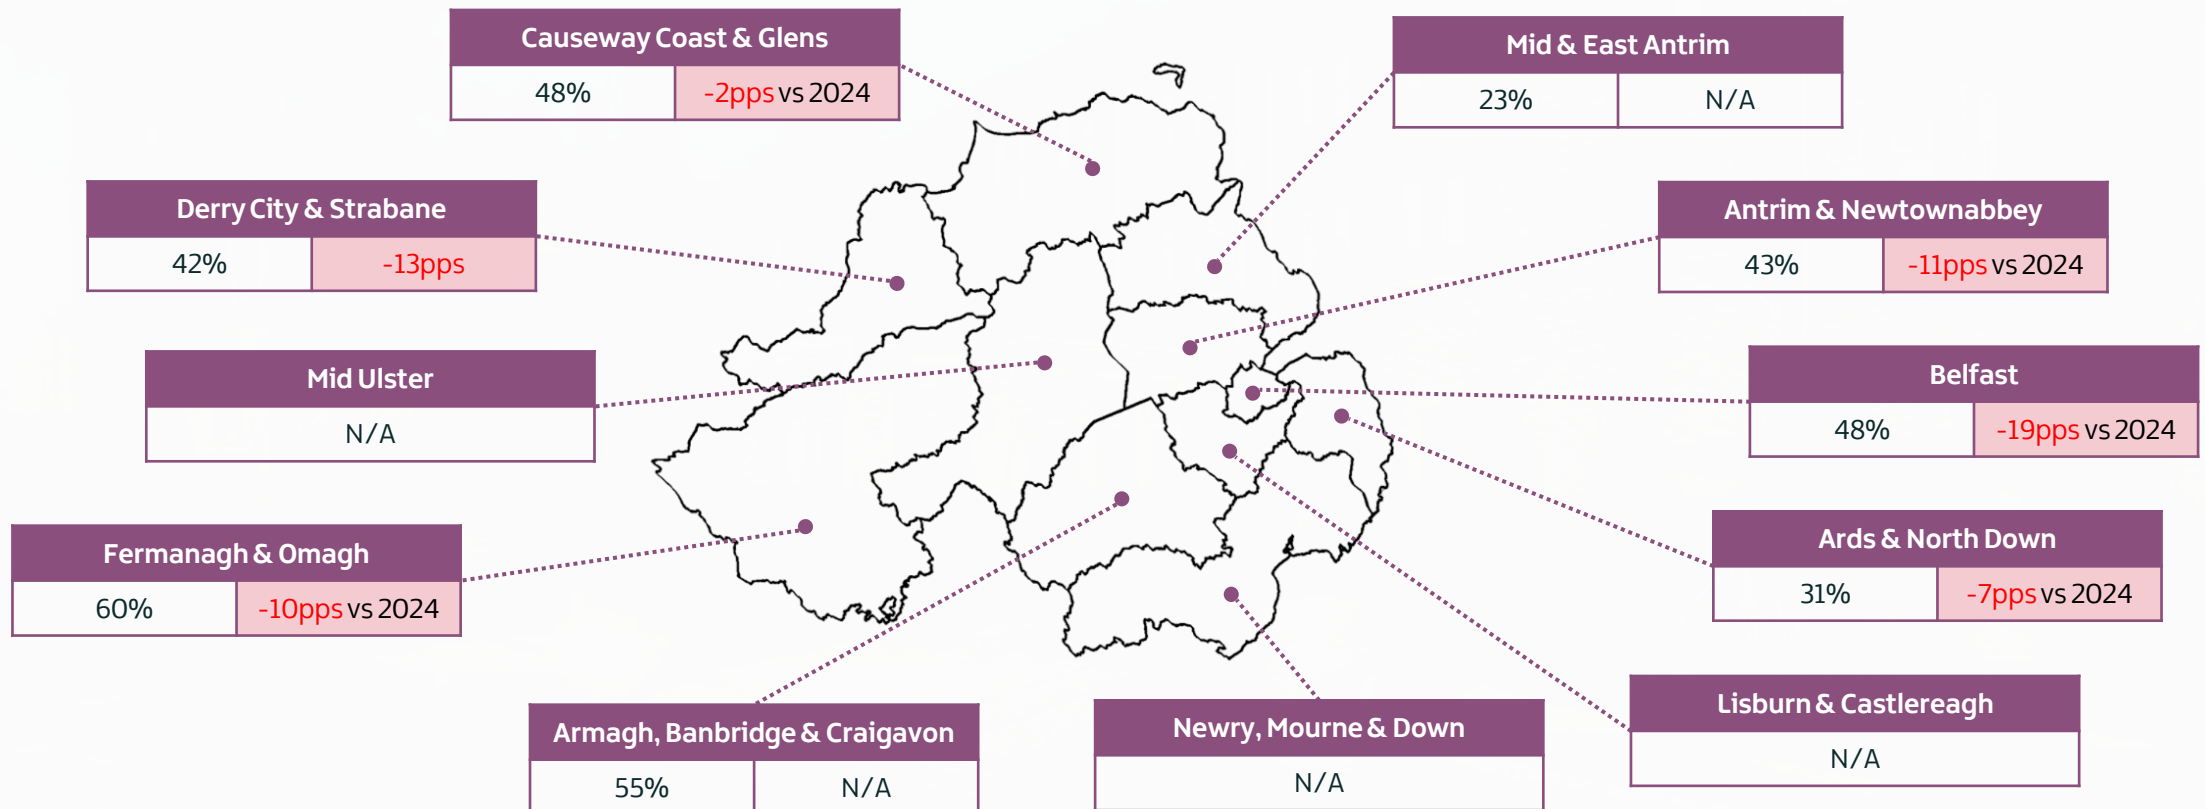 Causeway Coast & Glens
48% -2pps vs 2024
Mid & East Antrim
23% N/A
Derry City & Strabane
42% -13pps
Antrim & Newtownabbey
43% -11pps vs 2024
Mid Ulster
N/A
Belfast
48% -19pps vs 2024
Fermanagh & Omagh
60% -10pps vs 2024
Ards & North Down
31% -7pps vs 2024
Armagh, Banbridge & Craigavon
55% N/A
Newry, Mourne & Down
N/A
Lisburn & Castlereagh
N/A